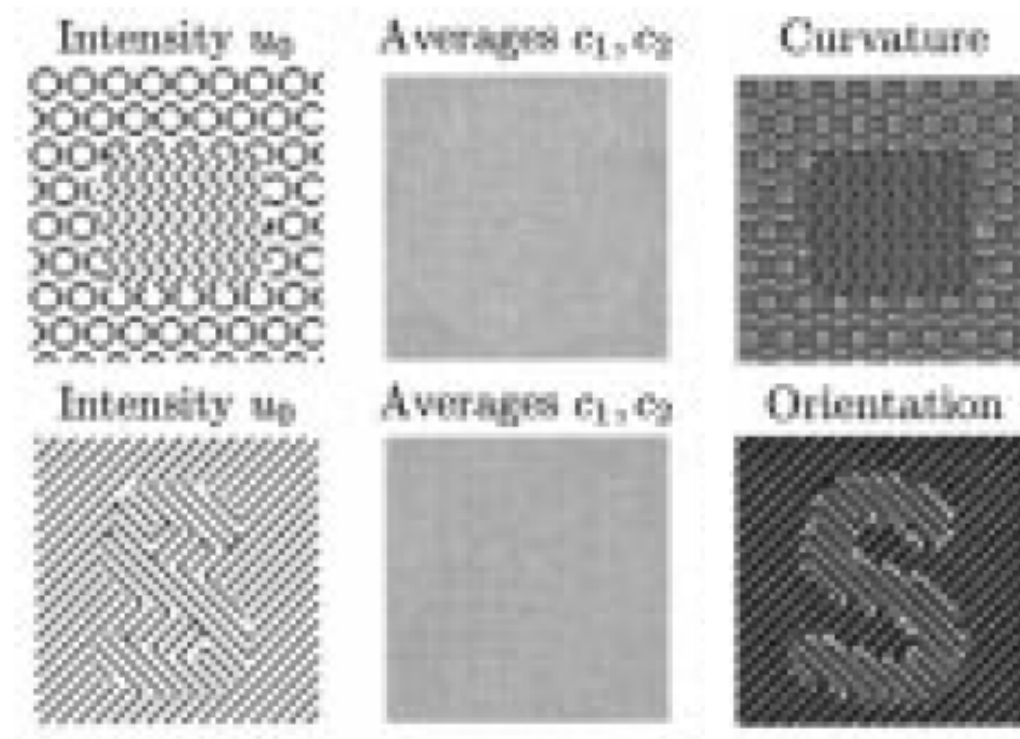 Intensity u₀ Averages c₁, c₂ Curvature
Intensity u₀ Averages c₁, c₂ Orientation